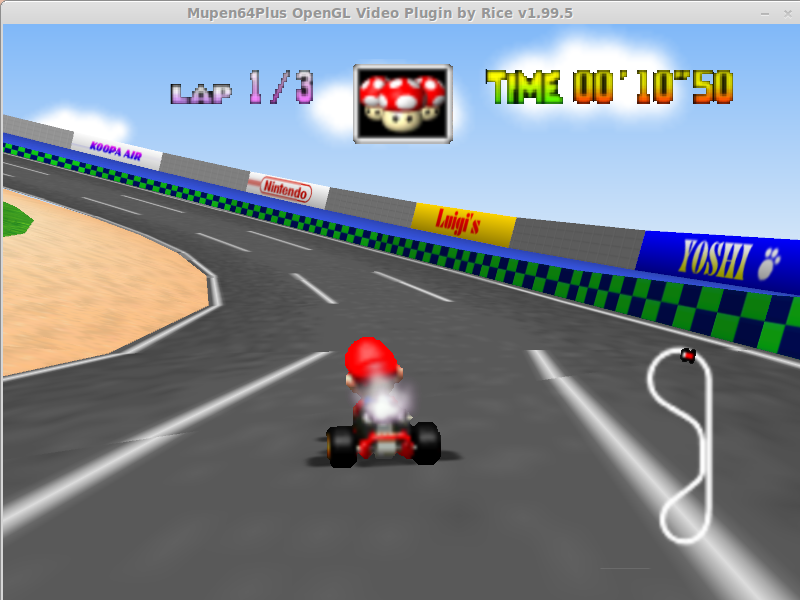 Mupen64Plus OpenGL Video Plugin by Rice v1.99.5
LAP 1/3
TIME 00'10"50
KOOPA AIR
Nintendo
Luigi's
YOSHI